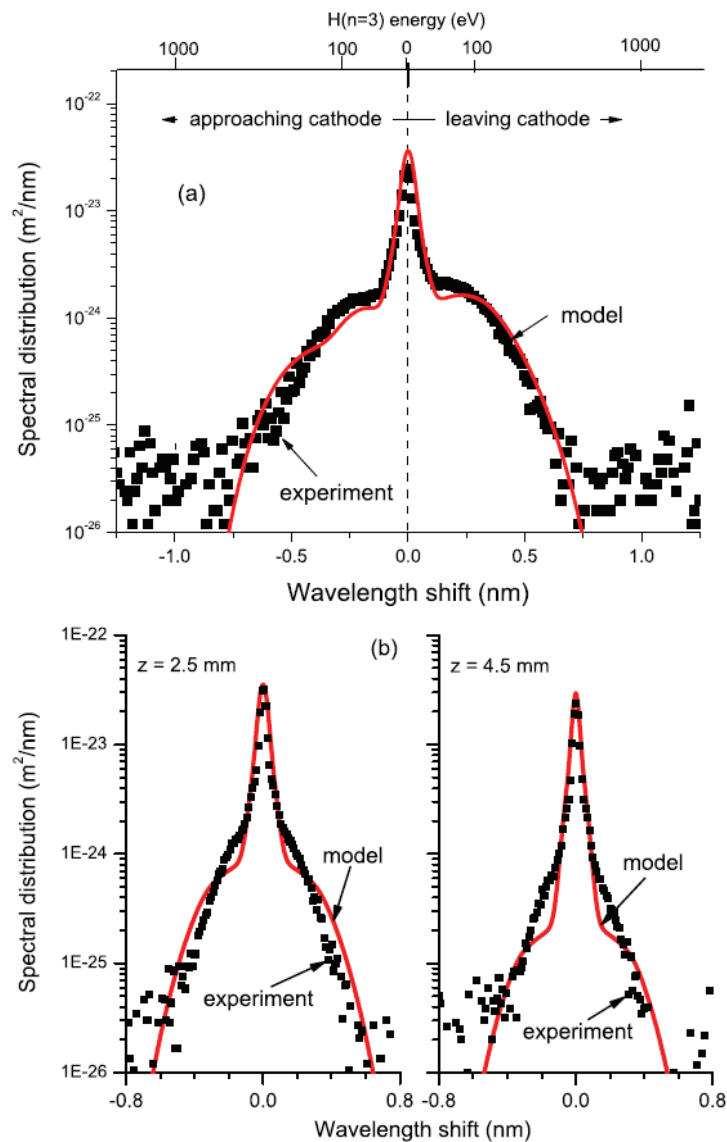 H(n=3) energy (eV)
1000 100 0 100 1000
10⁻²²
approaching cathode leaving cathode
(a)
10⁻²³
10⁻²⁴
10⁻²⁵
10⁻²⁶
Spectral distribution (m²/nm)
model
experiment
-1.0 -0.5 0.0 0.5 1.0
Wavelength shift (nm)
(b)
1E-22
1E-23
1E-24
1E-25
1E-26
Spectral distribution (m²/nm)
z = 2.5 mm
model
experiment
-0.8 0.0 0.8
z = 4.5 mm
model
experiment
-0.8 0.0 0.8
Wavelength shift (nm)